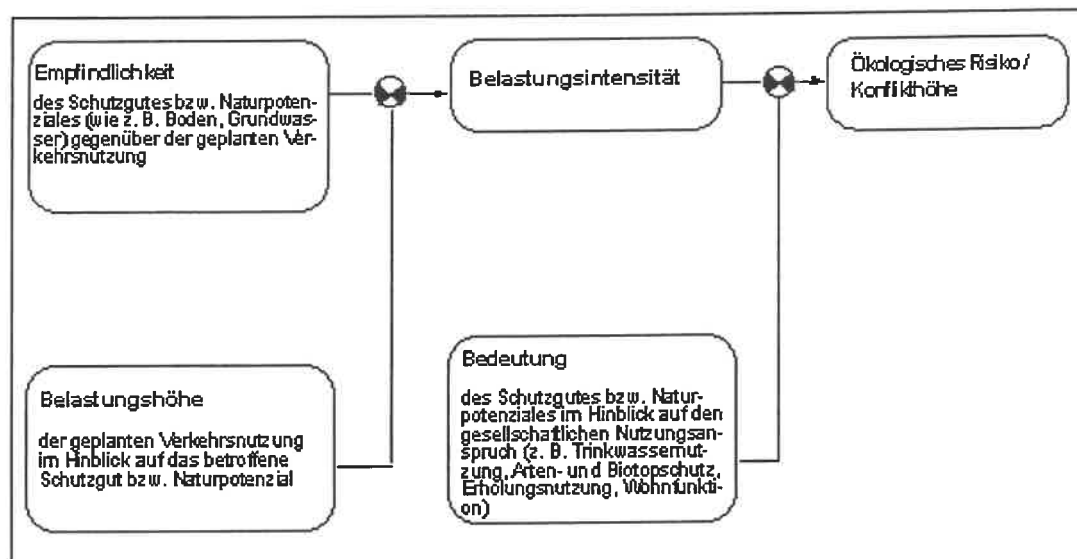 Empfindlichkeit
des Schutzgutes bzw. Naturpoten-
ziales (wie z. B. Boden, Grundwas-
ser) gegenüber der geplanten Ver-
kehrsnutzung
Belastungsintensität
Ökologisches Risiko /
Konflikthöhe
Belastungshöhe
der geplanten Verkehrsnutzung
im Hinblick auf das betroffene
Schutzgut bzw. Naturpotenzial
Bedeutung
des Schutzgutes bzw. Natur-
potenziales im Hinblick auf den
gesellschaftlichen Nutzungsan-
spruch (z. B. Trinkwassernut-
zung, Arten- und Biotopschutz,
Erholungsnutzung, Wohnfunkti-
on)